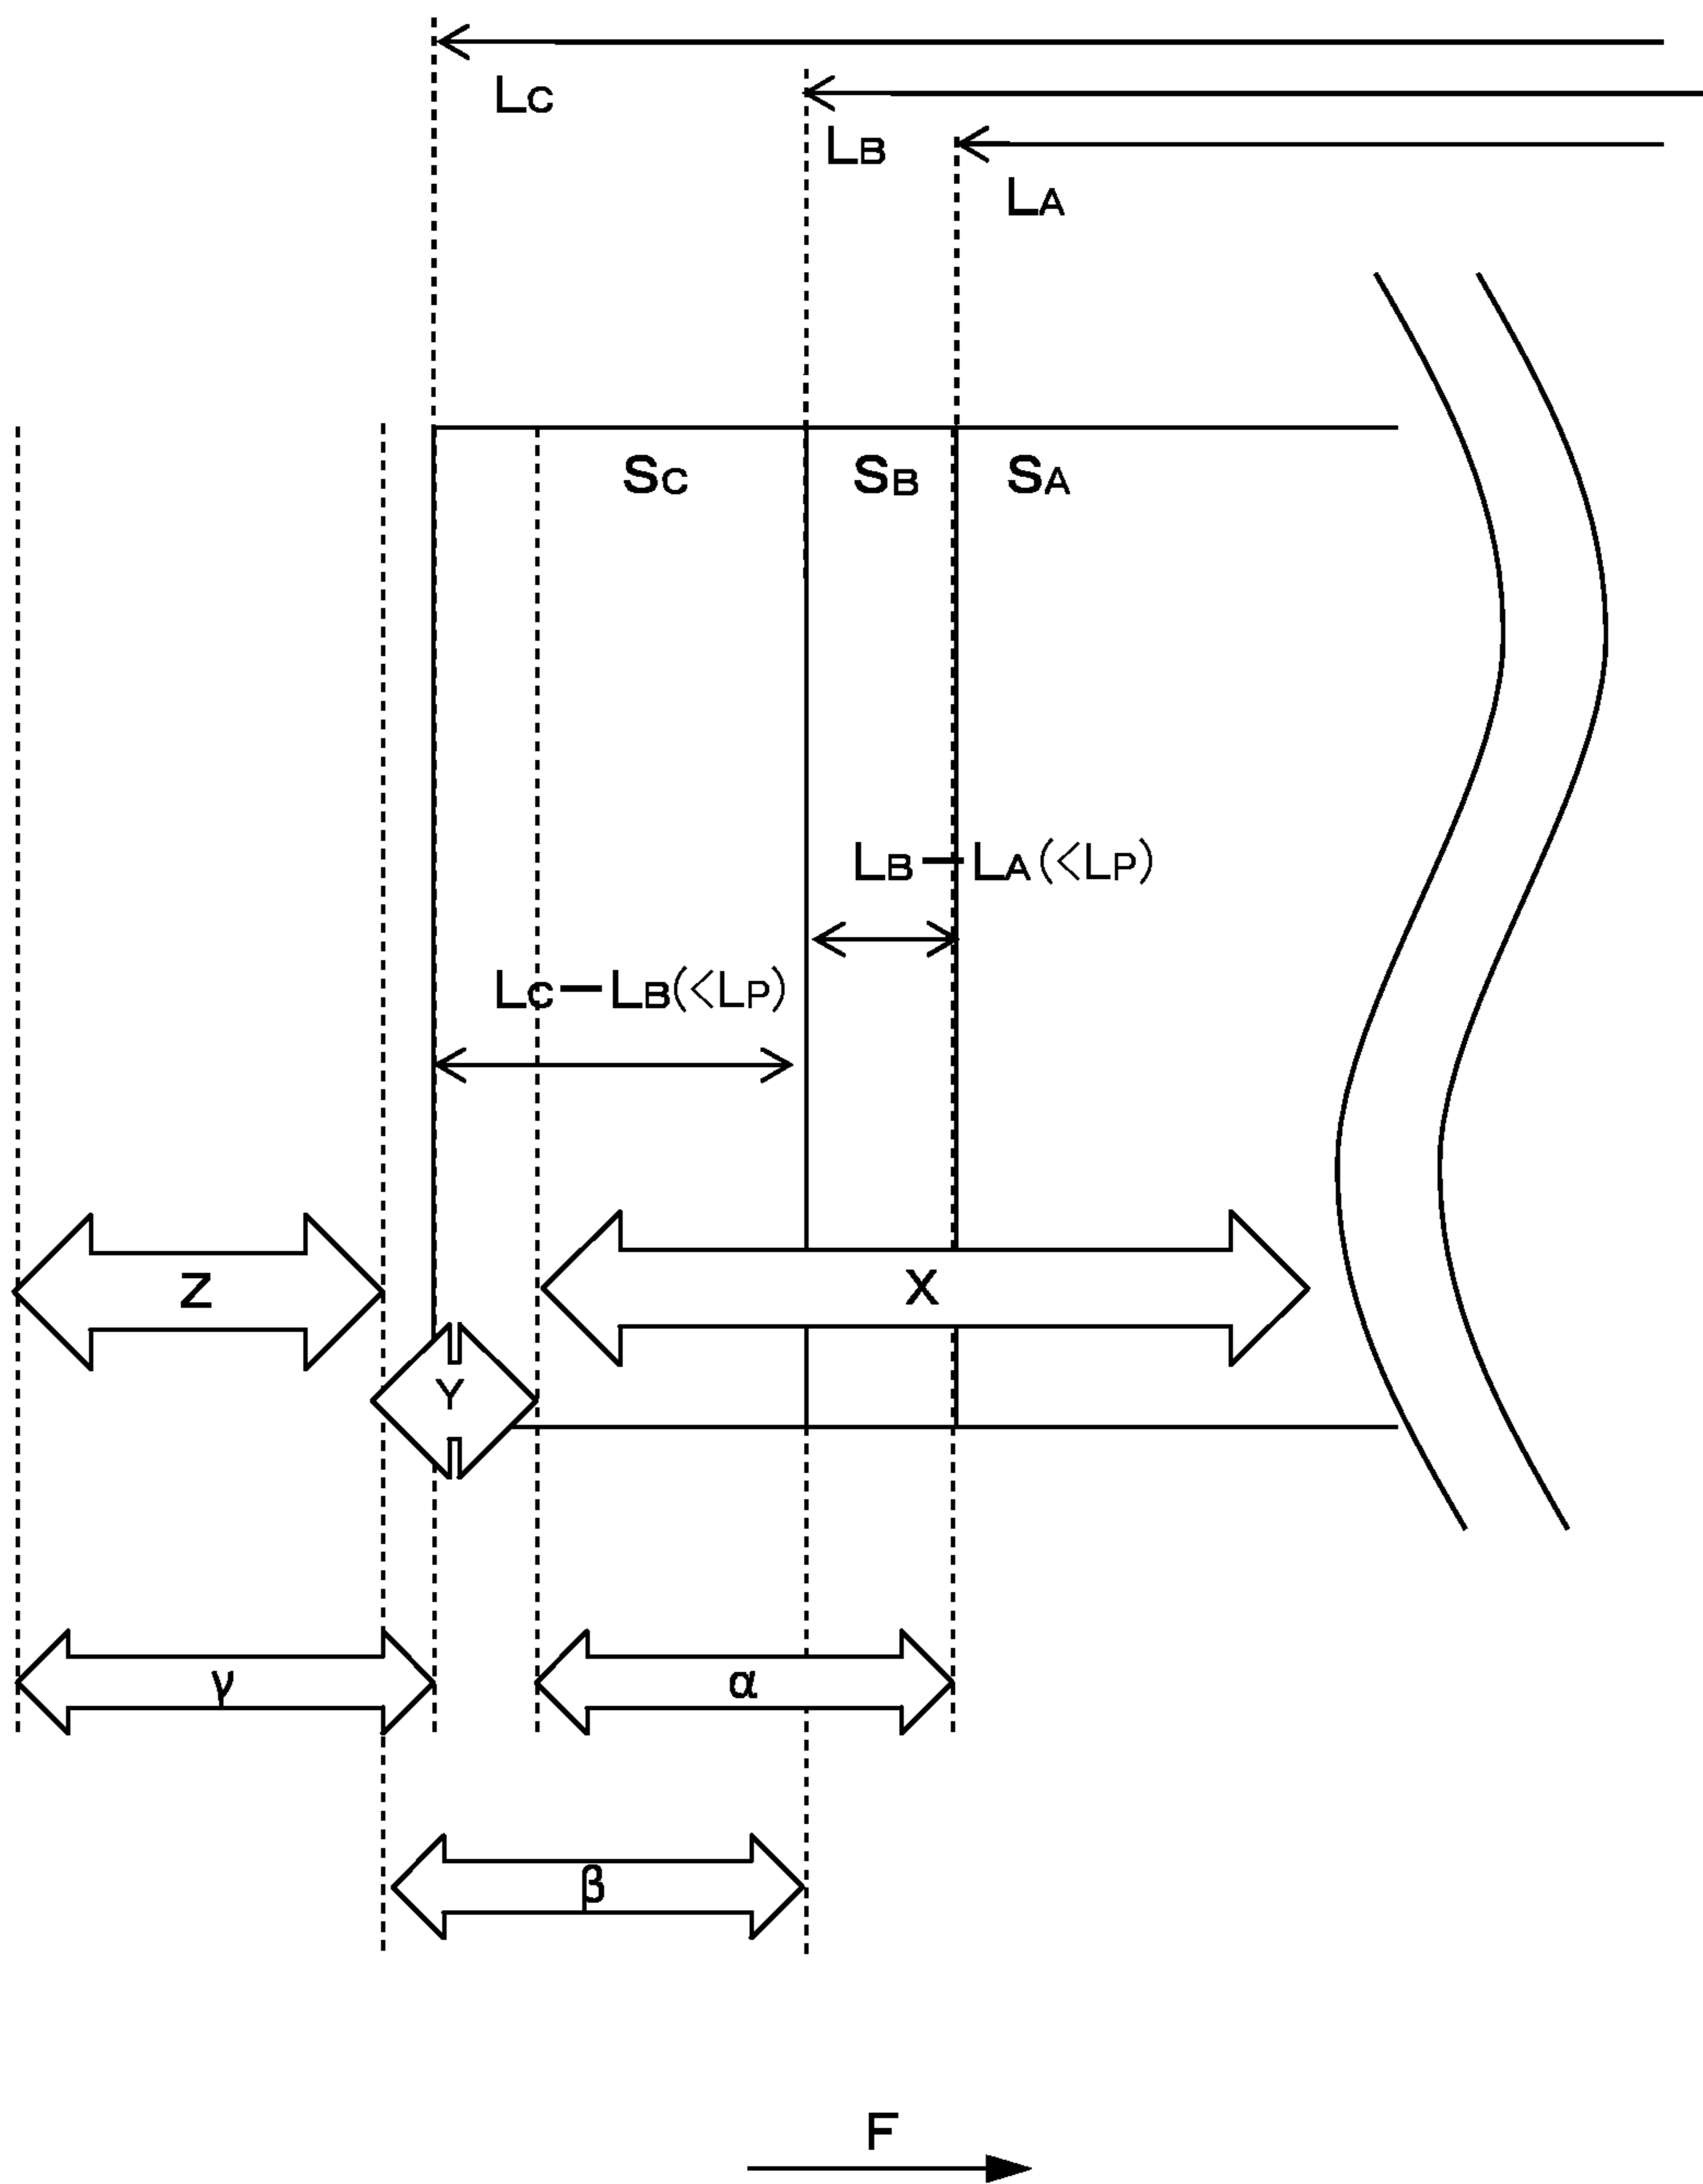 LC
LB
LA
SC SB SA
LB－LA(<LP)
LC－LB(<LP)
Z X
Y
γ α
β
F